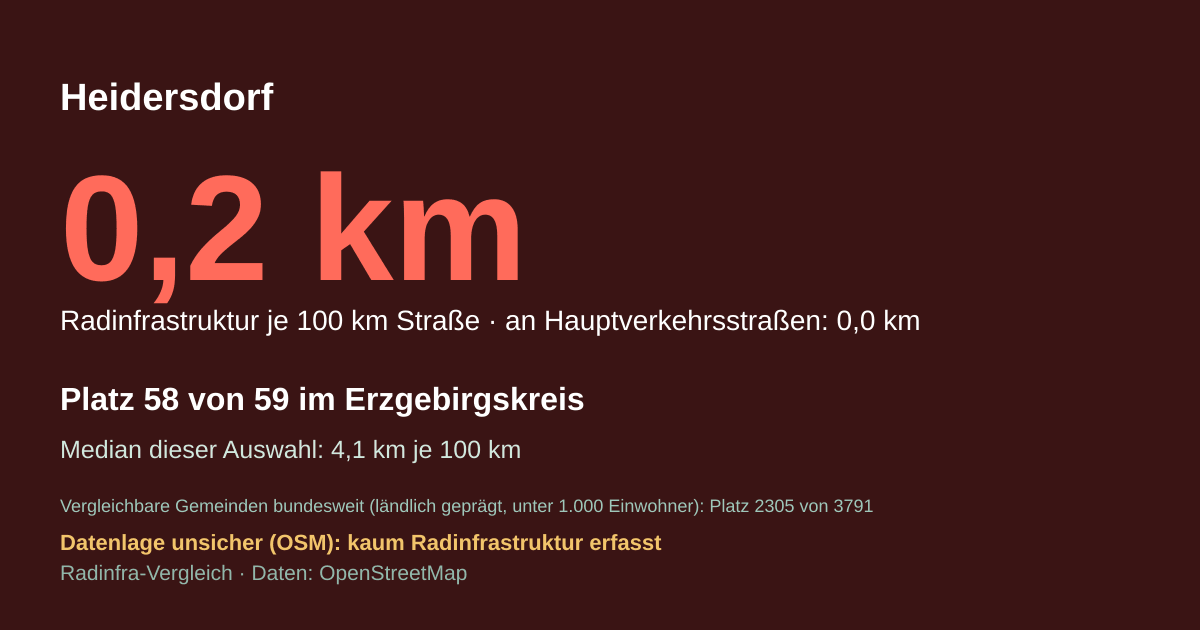 Heidersdorf
0,2 km
Radinfrastruktur je 100 km Straße · an Hauptverkehrsstraßen: 0,0 km
Platz 58 von 59 im Erzgebirgskreis
Median dieser Auswahl: 4,1 km je 100 km
Vergleichbare Gemeinden bundesweit (ländlich geprägt, unter 1.000 Einwohner): Platz 2305 von 3791
Datenlage unsicher (OSM): kaum Radinfrastruktur erfasst
Radinfra-Vergleich · Daten: OpenStreetMap